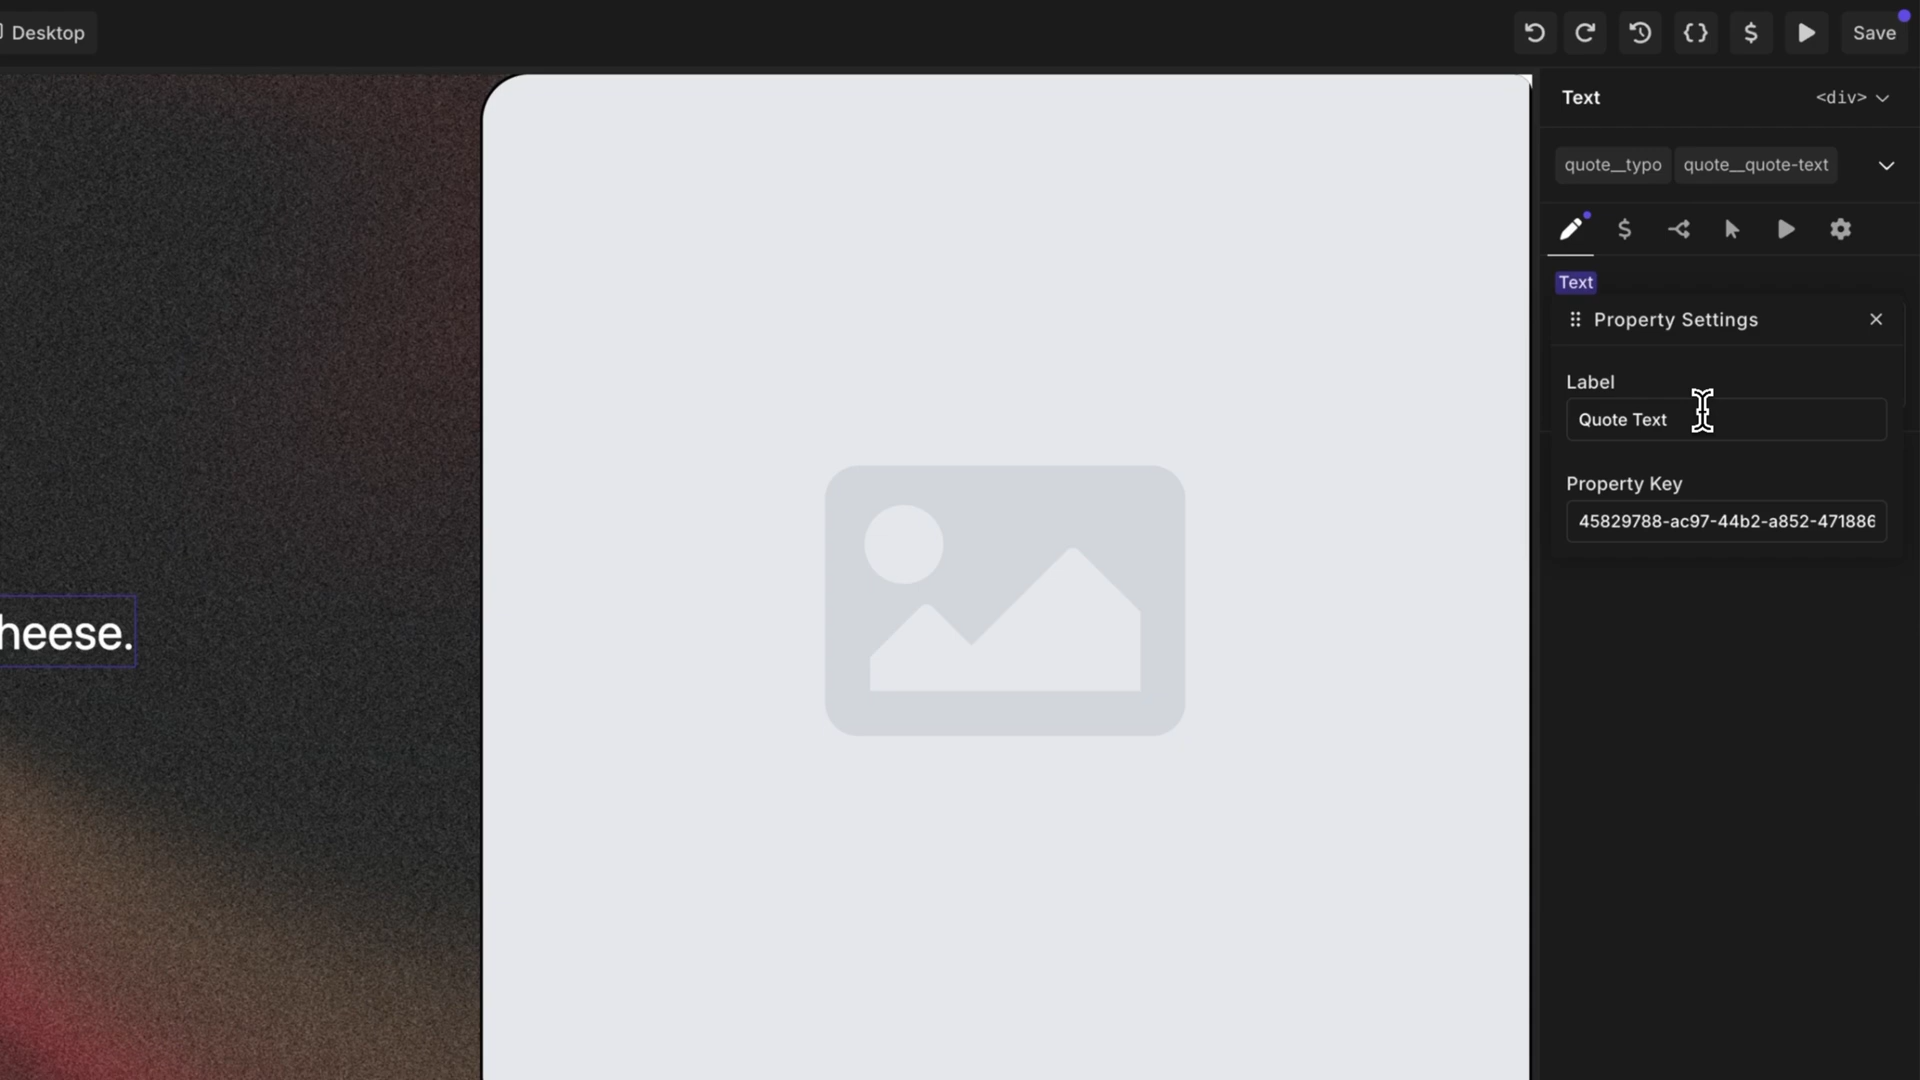 Desktop
Save
Text
<div>
quote__typo quote__quote-text
Text
Property Settings
Label
Quote Text
Property Key
45829788-ac97-44b2-a852-471886
heese.